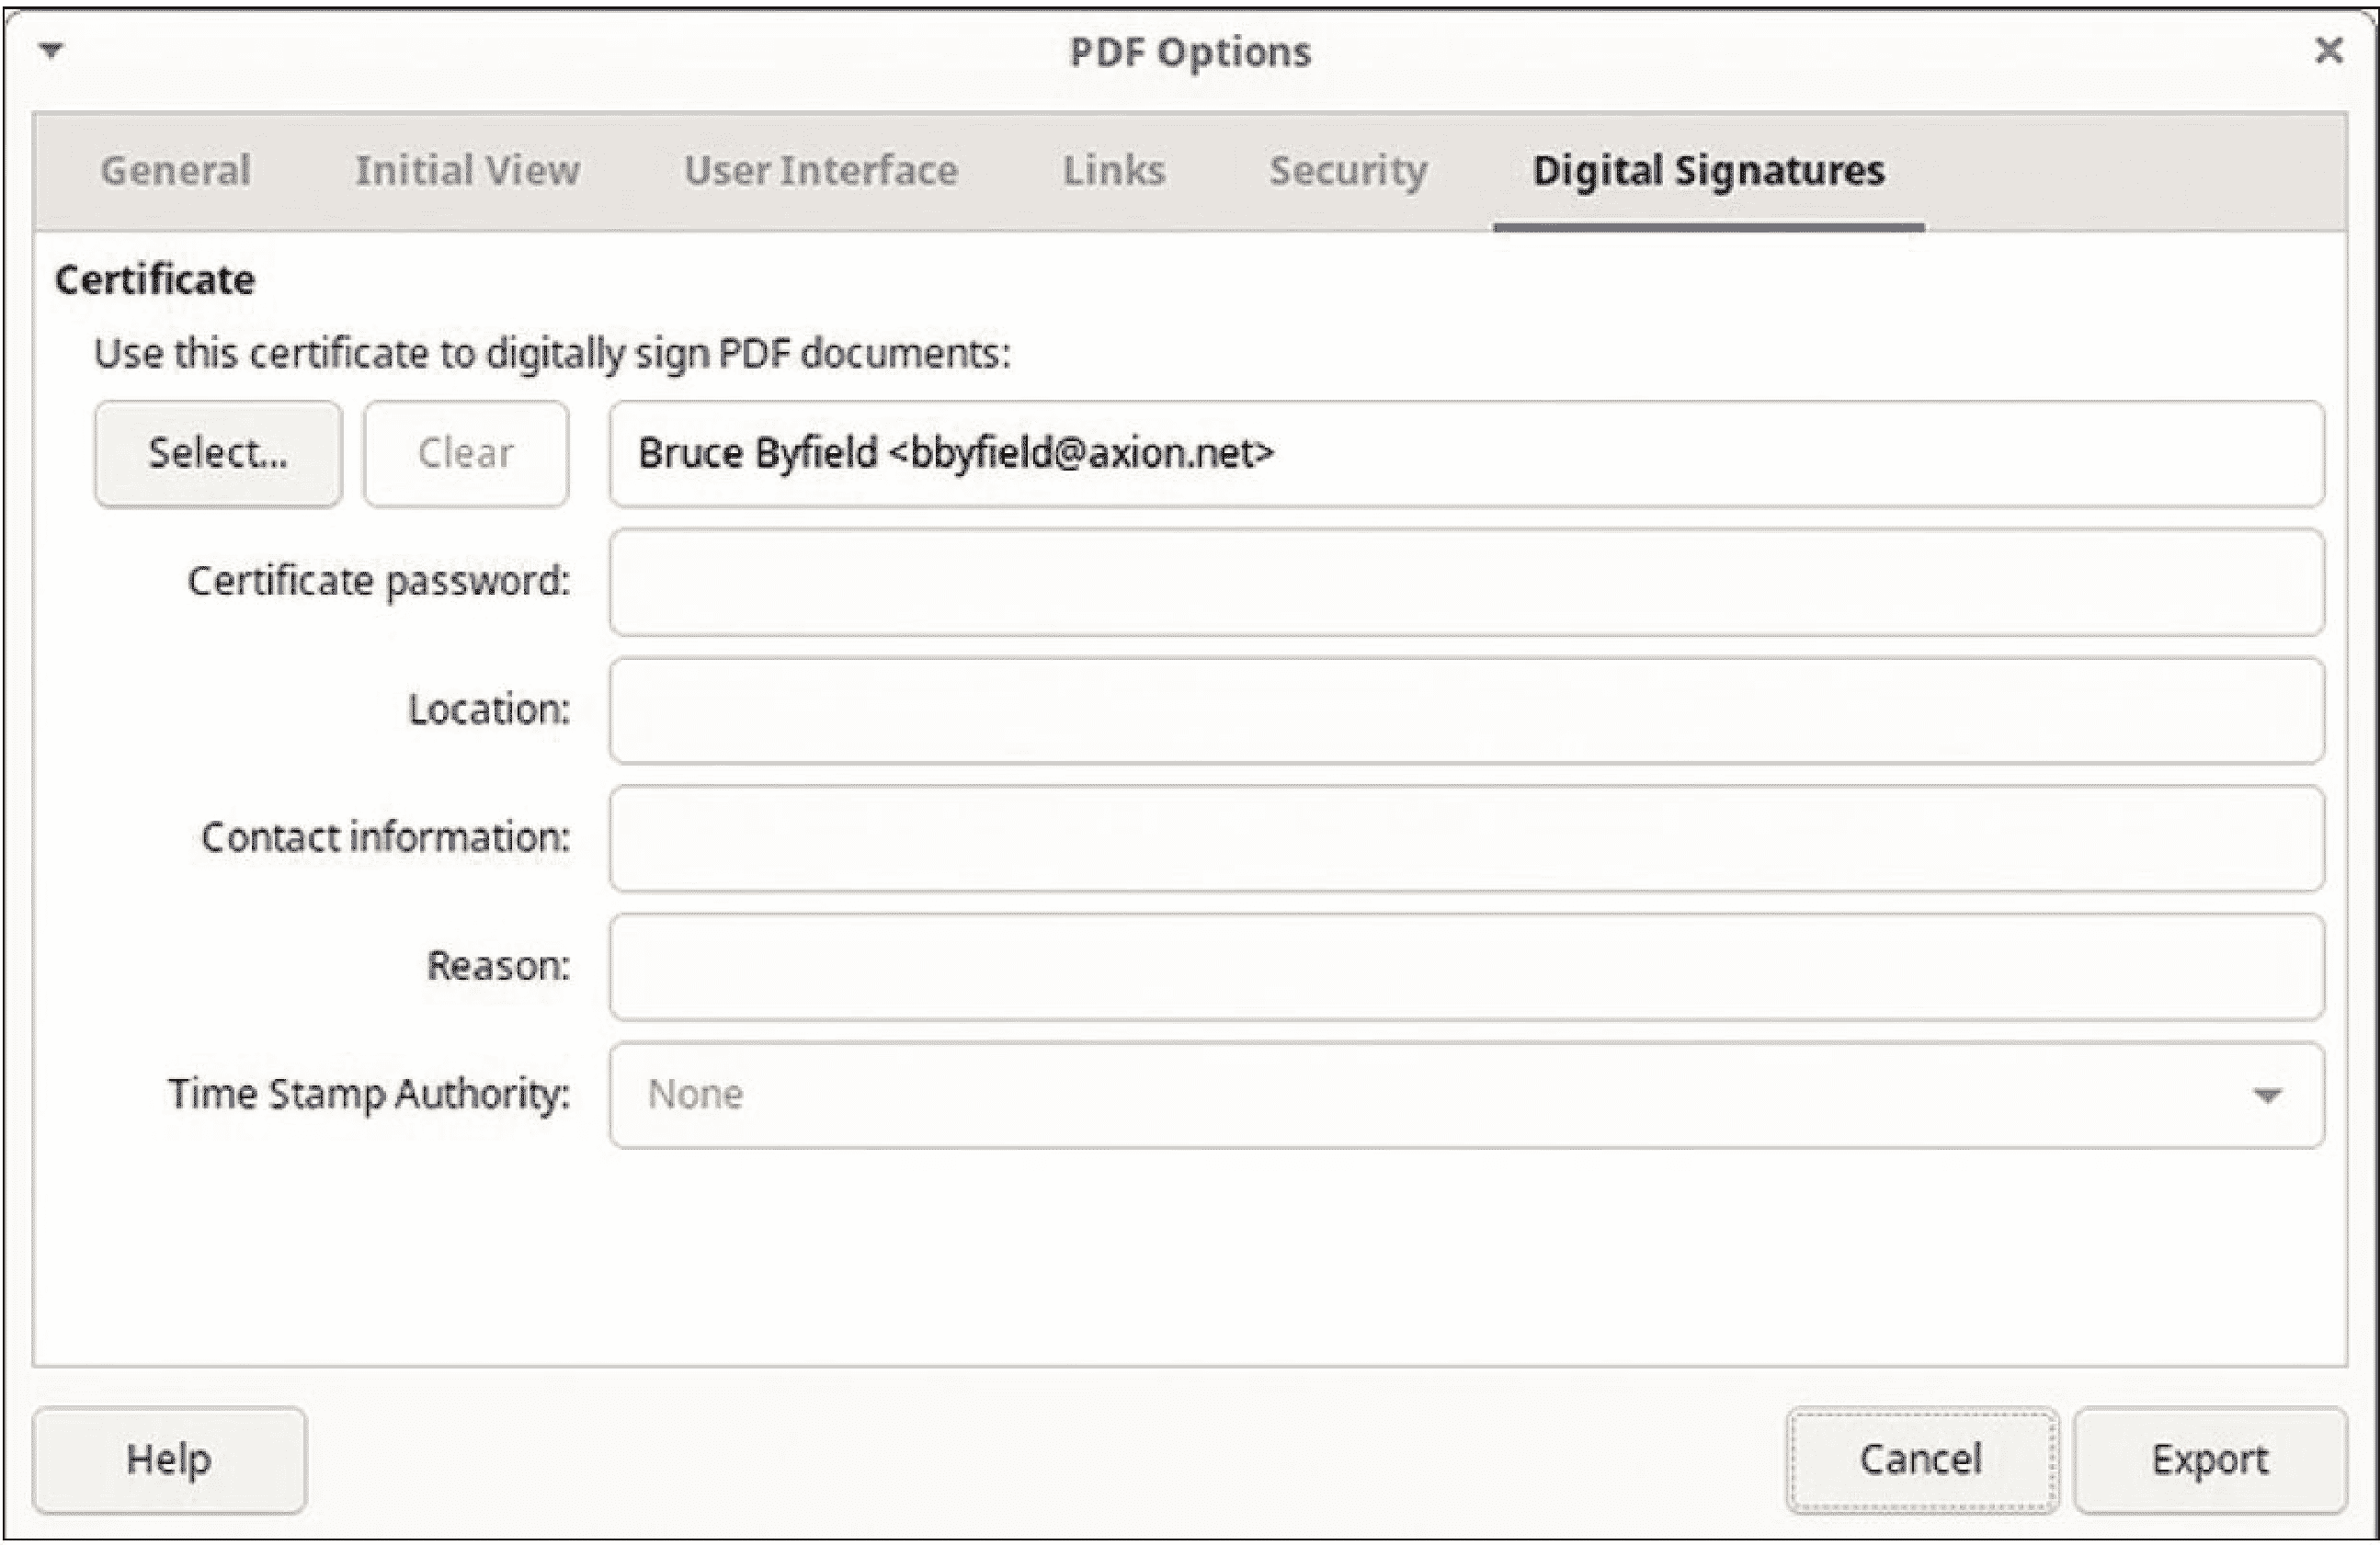 PDF Options
General Initial View User Interface Links Security Digital Signatures
Certificate
Use this certificate to digitally sign PDF documents:
Select... Clear Bruce Byfield <bbyfield@axion.net>
Certificate password:
Location:
Contact information:
Reason:
Time Stamp Authority: None
Help Cancel Export